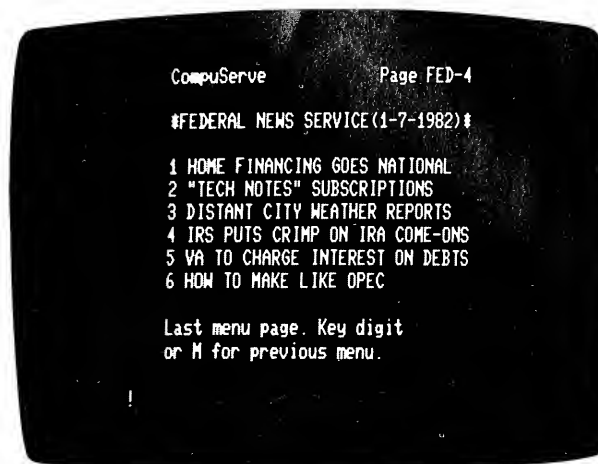 CompuServe Page FED-4
*FEDERAL NEWS SERVICE(1-7-1982)*
1 HOME FINANCING GOES NATIONAL
2 "TECH NOTES" SUBSCRIPTIONS
3 DISTANT CITY WEATHER REPORTS
4 IRS PUTS CRIMP ON IRA COME-ONS
5 VA TO CHARGE INTEREST ON DEBTS
6 HOW TO MAKE LIKE OPEC
Last menu page. Key digit
or M for previous menu.
!